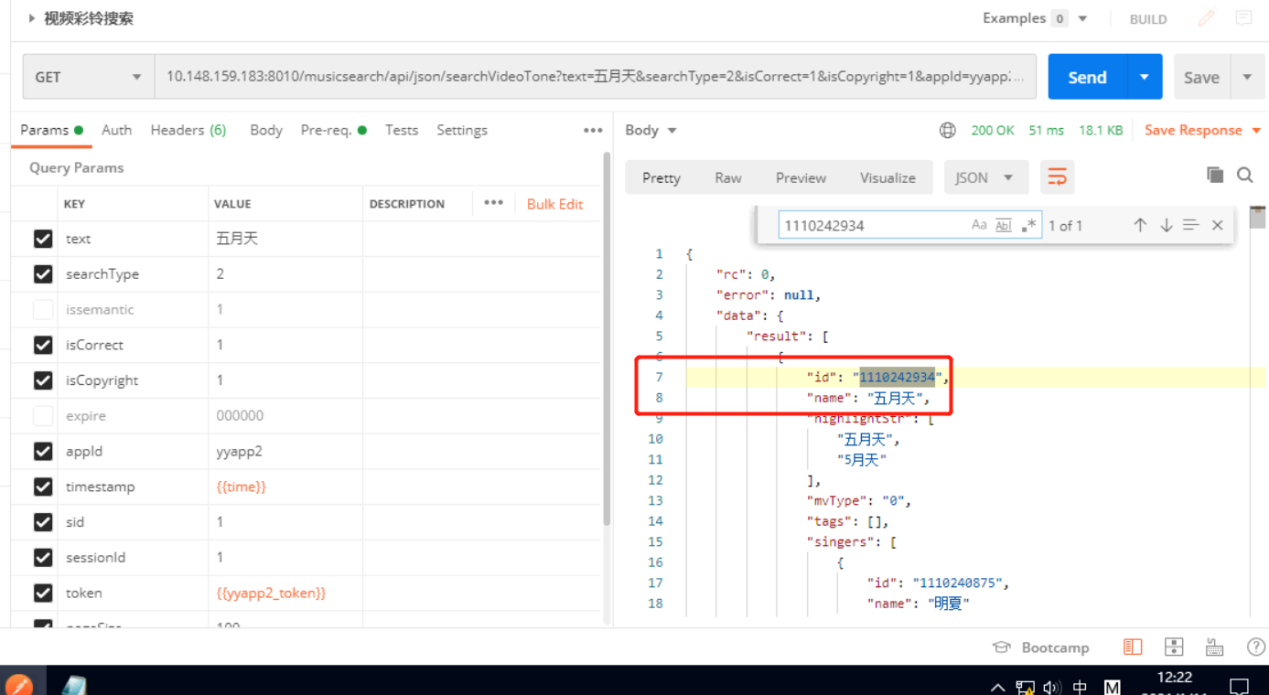 视频彩铃搜索
Examples 0
BUILD
GET
10.148.159.183:8010/musicsearch/api/json/searchVideoTone?text=五月天&searchType=2&isCorrect=1&isCopyright=1&appId=yyapp2...
Send
Save
Params
Auth
Headers (6)
Body
Pre-req.
Tests
Settings
Query Params
KEY VALUE DESCRIPTION ••• Bulk Edit
text 五月天
searchType 2
issemantic 1
isCorrect 1
isCopyright 1
expire 000000
appId yyapp2
timestamp {{time}}
sid 1
sessionId 1
token {{yyapp2_token}}
pageSize 100
Body
200 OK 51 ms 18.1 KB Save Response
Pretty Raw Preview Visualize JSON
1110242934 Aa Abl .* 1 of 1
1 {
2 "rc": 0,
3 "error": null,
4 "data": {
5 "result": [
6 {
7 "id": "1110242934",
8 "name": "五月天",
9 "highlightStr": [
10 "五月天",
11 "5月天"
12 ],
13 "mvType": "0",
14 "tags": [],
15 "singers": [
16 {
17 "id": "1110240875",
18 "name": "明夏"
Bootcamp
中 M 12:22